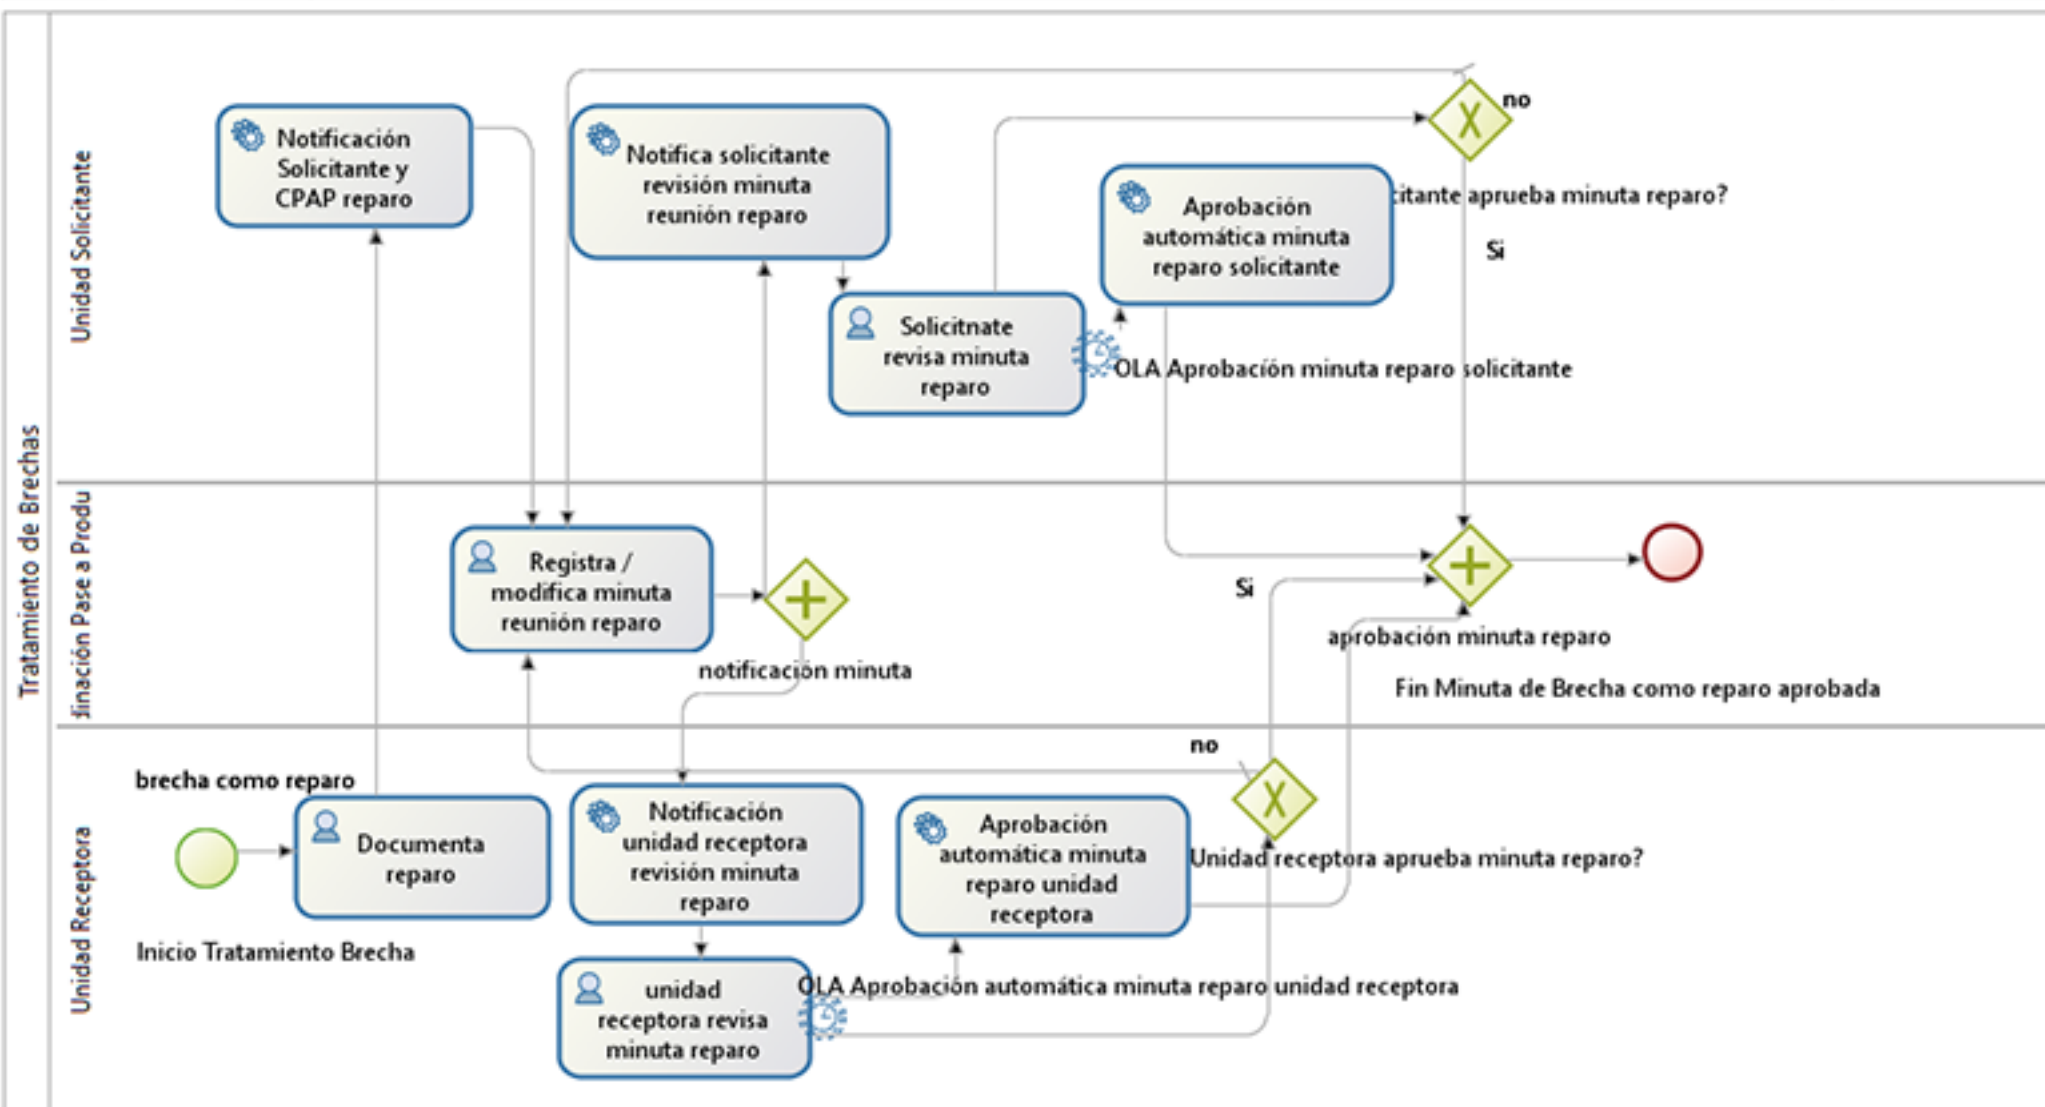 Tratamiento de Brechas
Unidad Solicitante
Notificación
Solicitante y
CPAP reparo
Notifica solicitante
revisión minuta
reunión reparo
Solicitnate
revisa minuta
reparo
OLA Aprobación minuta reparo solicitante
Aprobación
automática minuta
reparo solicitante
no
citante aprueba minuta reparo?
Si
dinación Pase a Produ
Registra /
modifica minuta
reunión reparo
notificación minuta
Si
aprobación minuta reparo
Fin Minuta de Brecha como reparo aprobada
Unidad Receptora
brecha como reparo
Inicio Tratamiento Brecha
Documenta
reparo
Notificación
unidad receptora
revisión minuta
reparo
unidad
receptora revisa
minuta reparo
OLA Aprobación automática minuta reparo unidad receptora
Aprobación
automática minuta
reparo unidad
receptora
no
Unidad receptora aprueba minuta reparo?